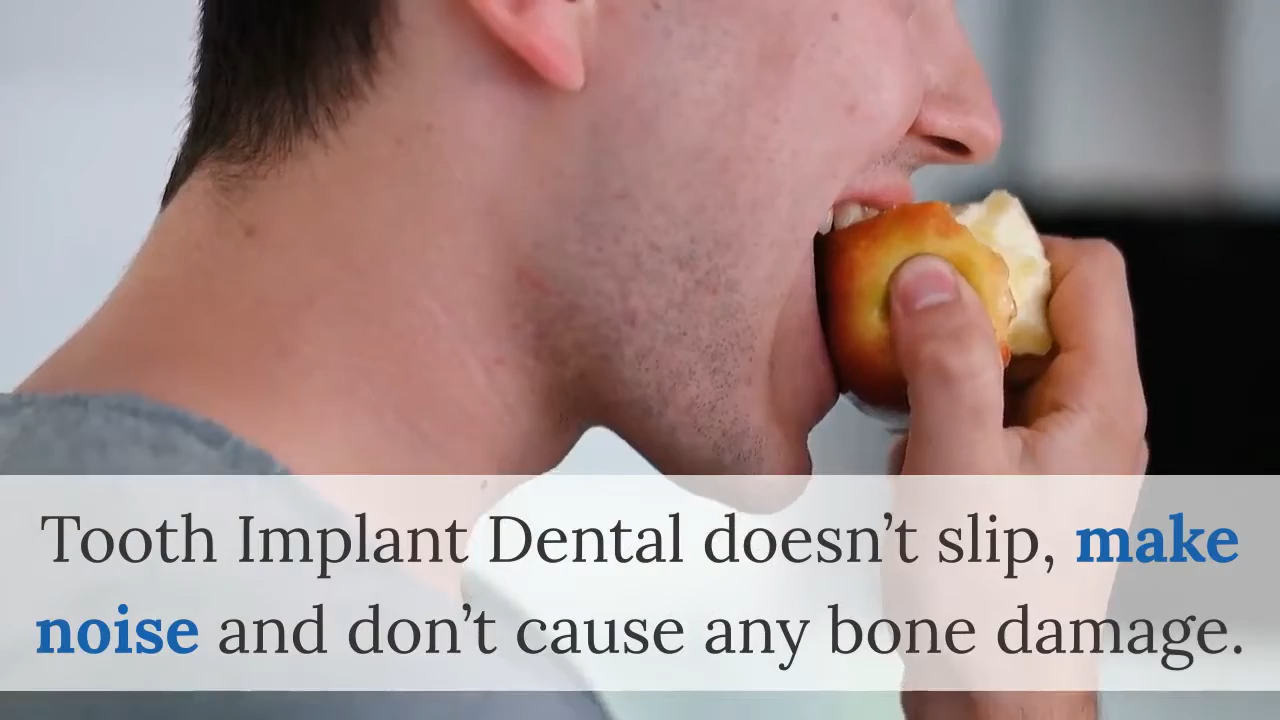 Tooth Implant Dental doesn’t slip, make
noise and don’t cause any bone damage.